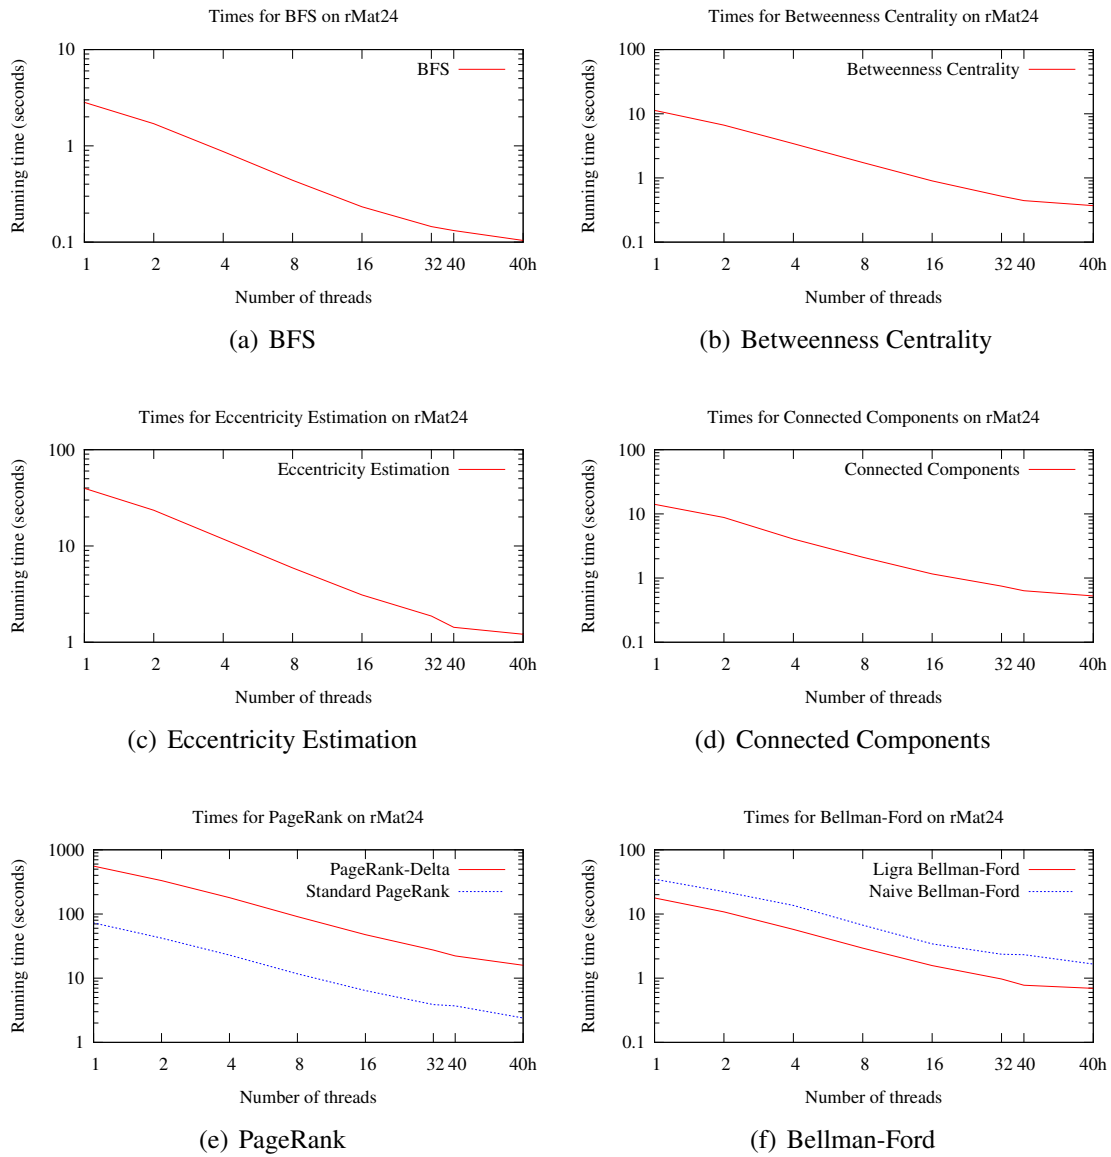 Times for BFS on rMat24
10
1
0.1
Running time (seconds)
BFS
1 2 4 8 16 32 40 40h
Number of threads
(a) BFS
Times for Betweenness Centrality on rMat24
100
10
1
0.1
Running time (seconds)
Betweenness Centrality
1 2 4 8 16 32 40 40h
Number of threads
(b) Betweenness Centrality
Times for Eccentricity Estimation on rMat24
100
10
1
Running time (seconds)
Eccentricity Estimation
1 2 4 8 16 32 40 40h
Number of threads
(c) Eccentricity Estimation
Times for Connected Components on rMat24
100
10
1
0.1
Running time (seconds)
Connected Components
1 2 4 8 16 32 40 40h
Number of threads
(d) Connected Components
Times for PageRank on rMat24
1000
100
10
1
Running time (seconds)
PageRank-Delta
Standard PageRank
1 2 4 8 16 32 40 40h
Number of threads
(e) PageRank
Times for Bellman-Ford on rMat24
100
10
1
0.1
Running time (seconds)
Ligra Bellman-Ford
Naive Bellman-Ford
1 2 4 8 16 32 40 40h
Number of threads
(f) Bellman-Ford